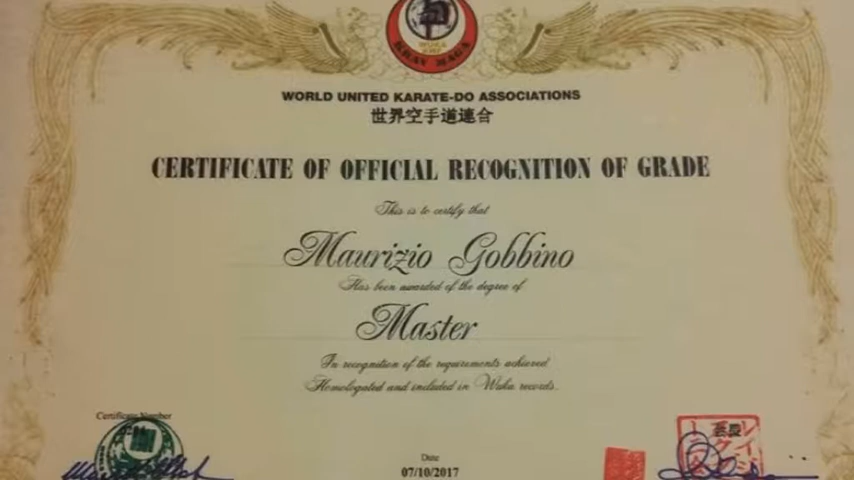 KRAV MAGA
WORLD UNITED KARATE-DO ASSOCIATIONS
世界空手道連合
CERTIFICATE OF OFFICIAL RECOGNITION OF GRADE
This is to certify that
Maurizio Gobbino
Has been awarded of the degree of
Master
In recognition of the requirements achieved
Homologated and included in Wuka records.
Certificate Number
Date
07/10/2017